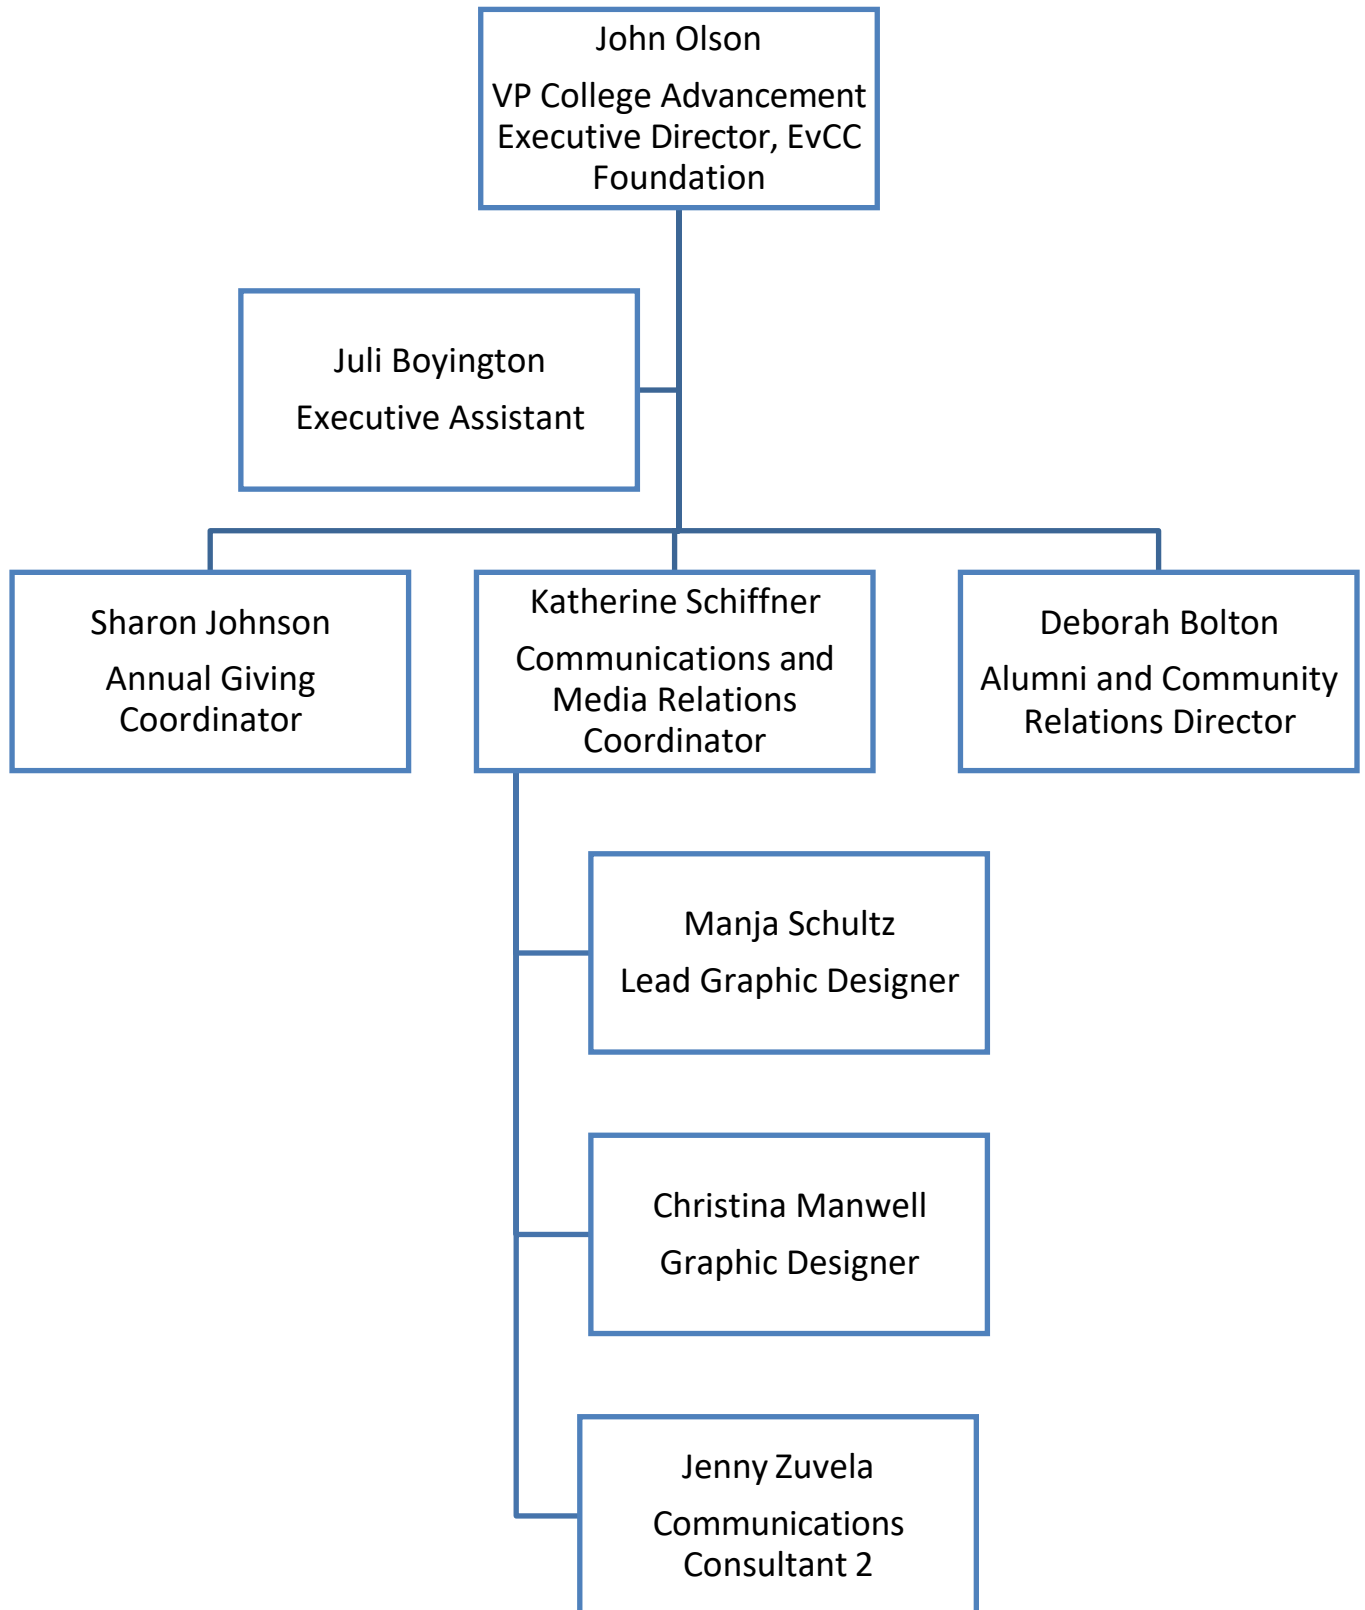 John Olson
VP College Advancement
Executive Director, EvCC
Foundation
Juli Boyington
Executive Assistant
Sharon Johnson
Annual Giving
Coordinator
Katherine Schiffner
Communications and
Media Relations
Coordinator
Deborah Bolton
Alumni and Community
Relations Director
Manja Schultz
Lead Graphic Designer
Christina Manwell
Graphic Designer
Jenny Zuvela
Communications
Consultant 2